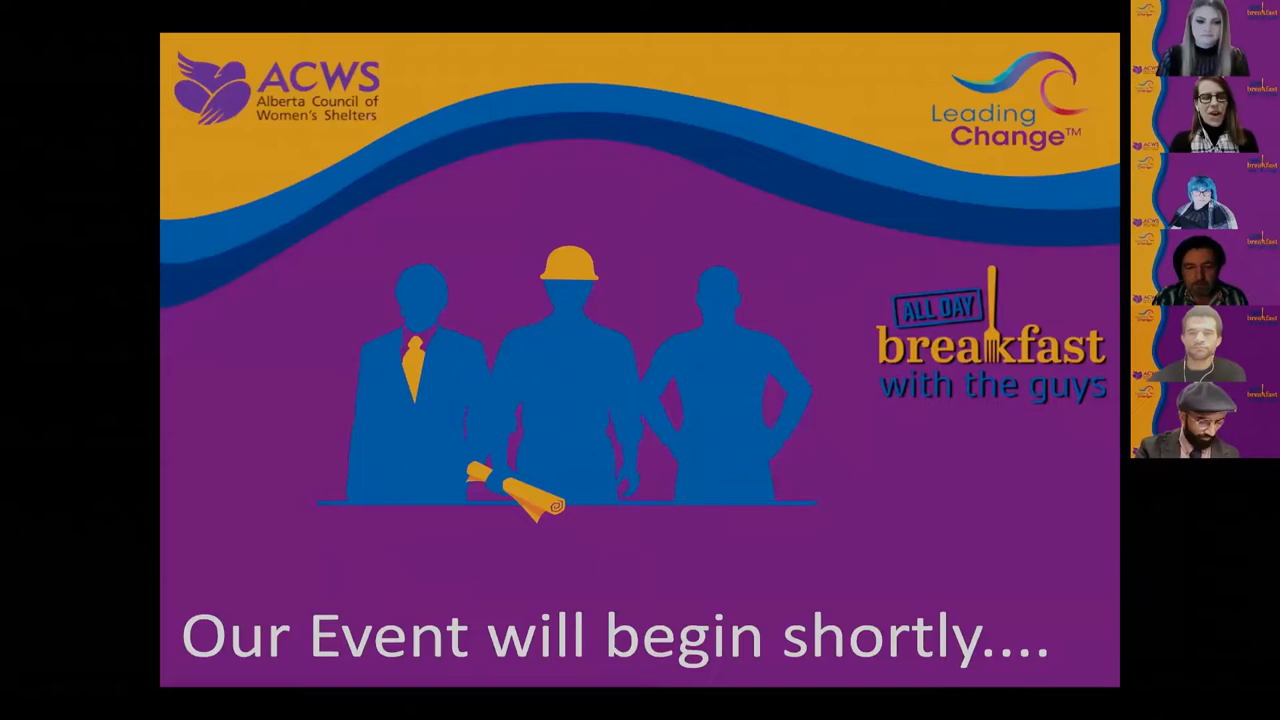 ACWS
Alberta Council of
Women's Shelters
Leading
Change™
ALL DAY
breakfast
with the guys
Our Event will begin shortly....